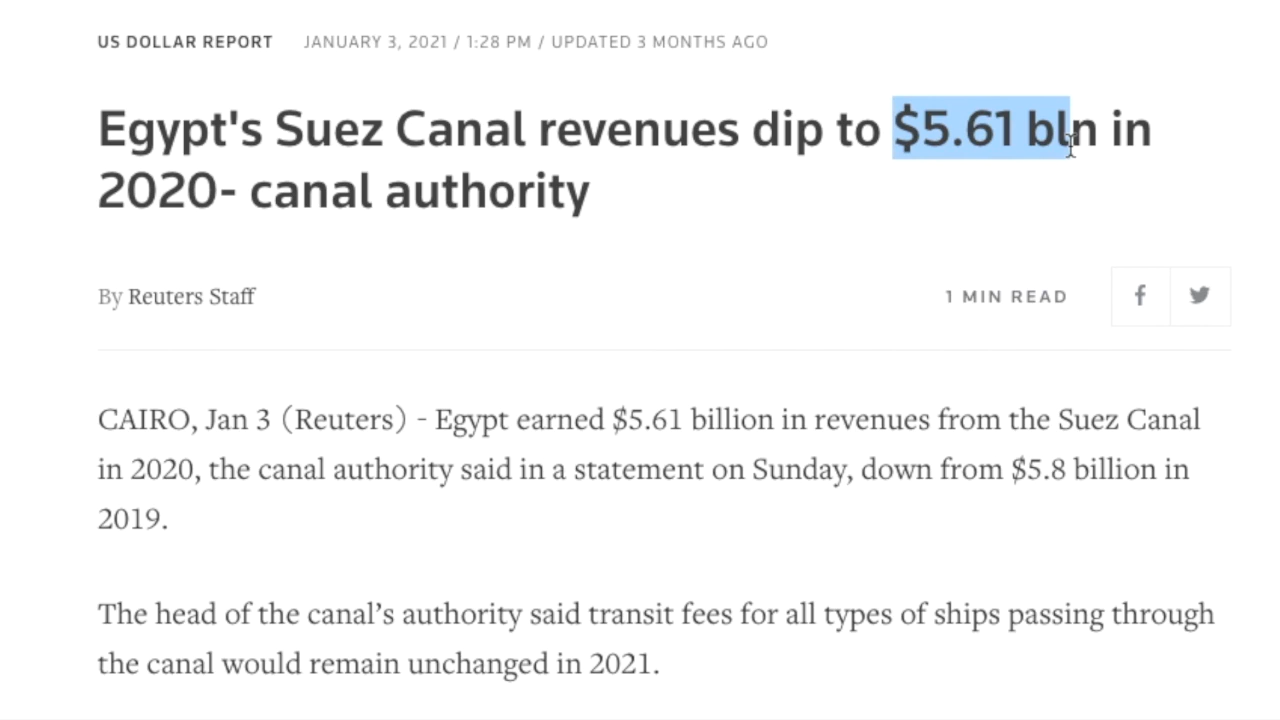 US DOLLAR REPORT JANUARY 3, 2021 / 1:28 PM / UPDATED 3 MONTHS AGO
Egypt's Suez Canal revenues dip to $5.61 bln in
2020- canal authority
By Reuters Staff 1 MIN READ
CAIRO, Jan 3 (Reuters) - Egypt earned $5.61 billion in revenues from the Suez Canal
in 2020, the canal authority said in a statement on Sunday, down from $5.8 billion in
2019.
The head of the canal’s authority said transit fees for all types of ships passing through
the canal would remain unchanged in 2021.